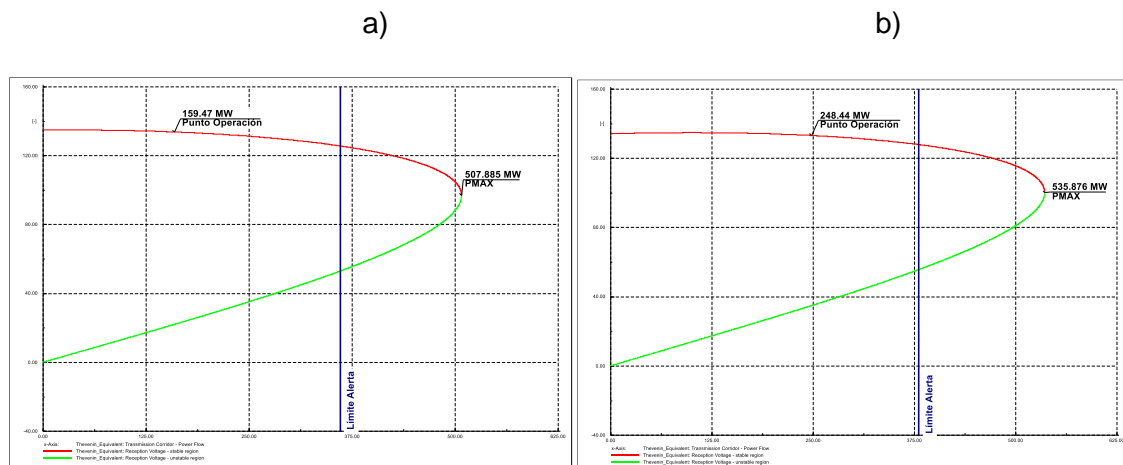 a)
b)
160.00
[-]
120.00
80.00
40.00
0.00
-40.00
0.00
125.00
250.00
375.00
500.00
625.00
159.47 MW
Punto Operación
507.885 MW
PMAX
Límite Alerta
x-Axis: Thevenin_Equivalent: Transmission Corridor - Power Flow
Thevenin_Equivalent: Reception Voltage - stable region
Thevenin_Equivalent: Reception Voltage - unstable region
160.00
[-]
120.00
80.00
40.00
0.00
-40.00
0.00
125.00
250.00
375.00
500.00
625.00
248.44 MW
Punto Operación
535.876 MW
PMAX
Límite Alerta
x-Axis: Thevenin_Equivalent: Transmission Corridor - Power Flow
Thevenin_Equivalent: Reception Voltage - stable region
Thevenin_Equivalent: Reception Voltage - unstable region